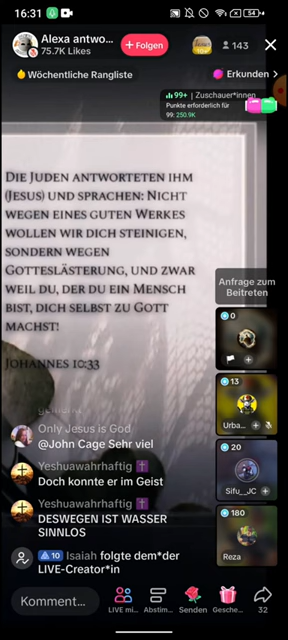 16:31
54
Alexa antwo...
75.7K Likes
+ Folgen
143
Wöchentliche Rangliste
Erkunden >
99+ | Zuschauer*innen
Punkte erforderlich für
99: 250.9K
DIE JUDEN ANTWORTETEN IHM
(JESUS) UND SPRACHEN: NICHT
WEGEN EINES GUTEN WERKES
WOLLEN WIR DICH STEINIGEN,
SONDERN WEGEN
GOTTESLÄSTERUNG, UND ZWAR
WEIL DU, DER DU EIN MENSCH
BIST, DICH SELBST ZU GOTT
MACHST!
JOHANNES 10:33
Anfrage zum
Beitreten
0
13
Urba...
20
Sifu_JC
180
Reza
Only Jesus is God
@John Cage Sehr viel
Yeshuawahrhaftig
Doch konnte er im Geist
Yeshuawahrhaftig
DESWEGEN IST WASSER
SINNLOS
10 Isaiah folgte dem*der
LIVE-Creator*in
Komment...
LIVE mi...
Abstim...
Senden
Gesche...
32